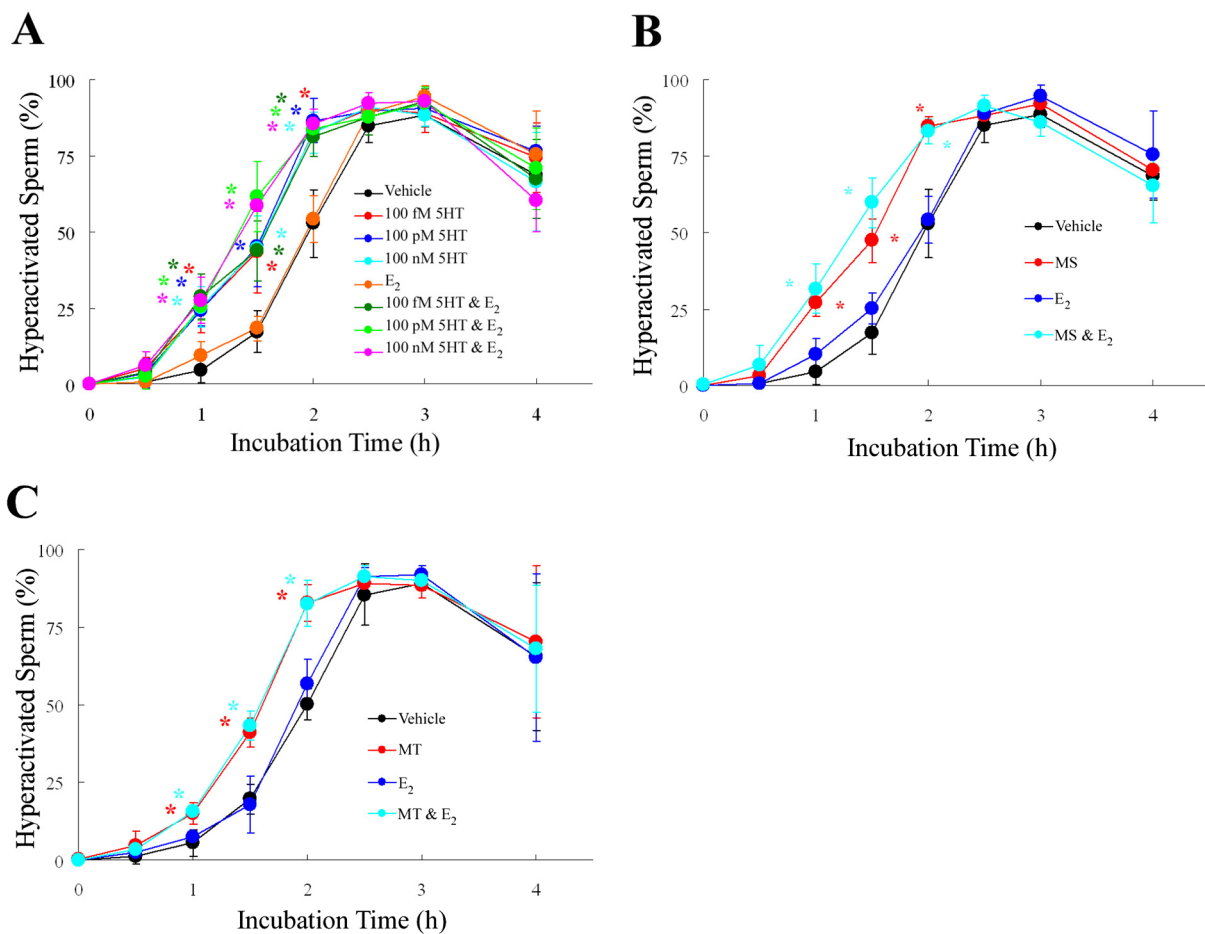 A
Hyperactivated Sperm (%)
100
75
50
25
0
* * * * *
* *
* * * *
* * * * * *
Vehicle
100 fM 5HT
100 pM 5HT
100 nM 5HT
E2
100 fM 5HT & E2
100 pM 5HT & E2
100 nM 5HT & E2
0 1 2 3 4
Incubation Time (h)
B
Hyperactivated Sperm (%)
100
75
50
25
0
* *
* *
* *
Vehicle
MS
E2
MS & E2
0 1 2 3 4
Incubation Time (h)
C
Hyperactivated Sperm (%)
100
75
50
25
0
* *
* *
* *
Vehicle
MT
E2
MT & E2
0 1 2 3 4
Incubation Time (h)